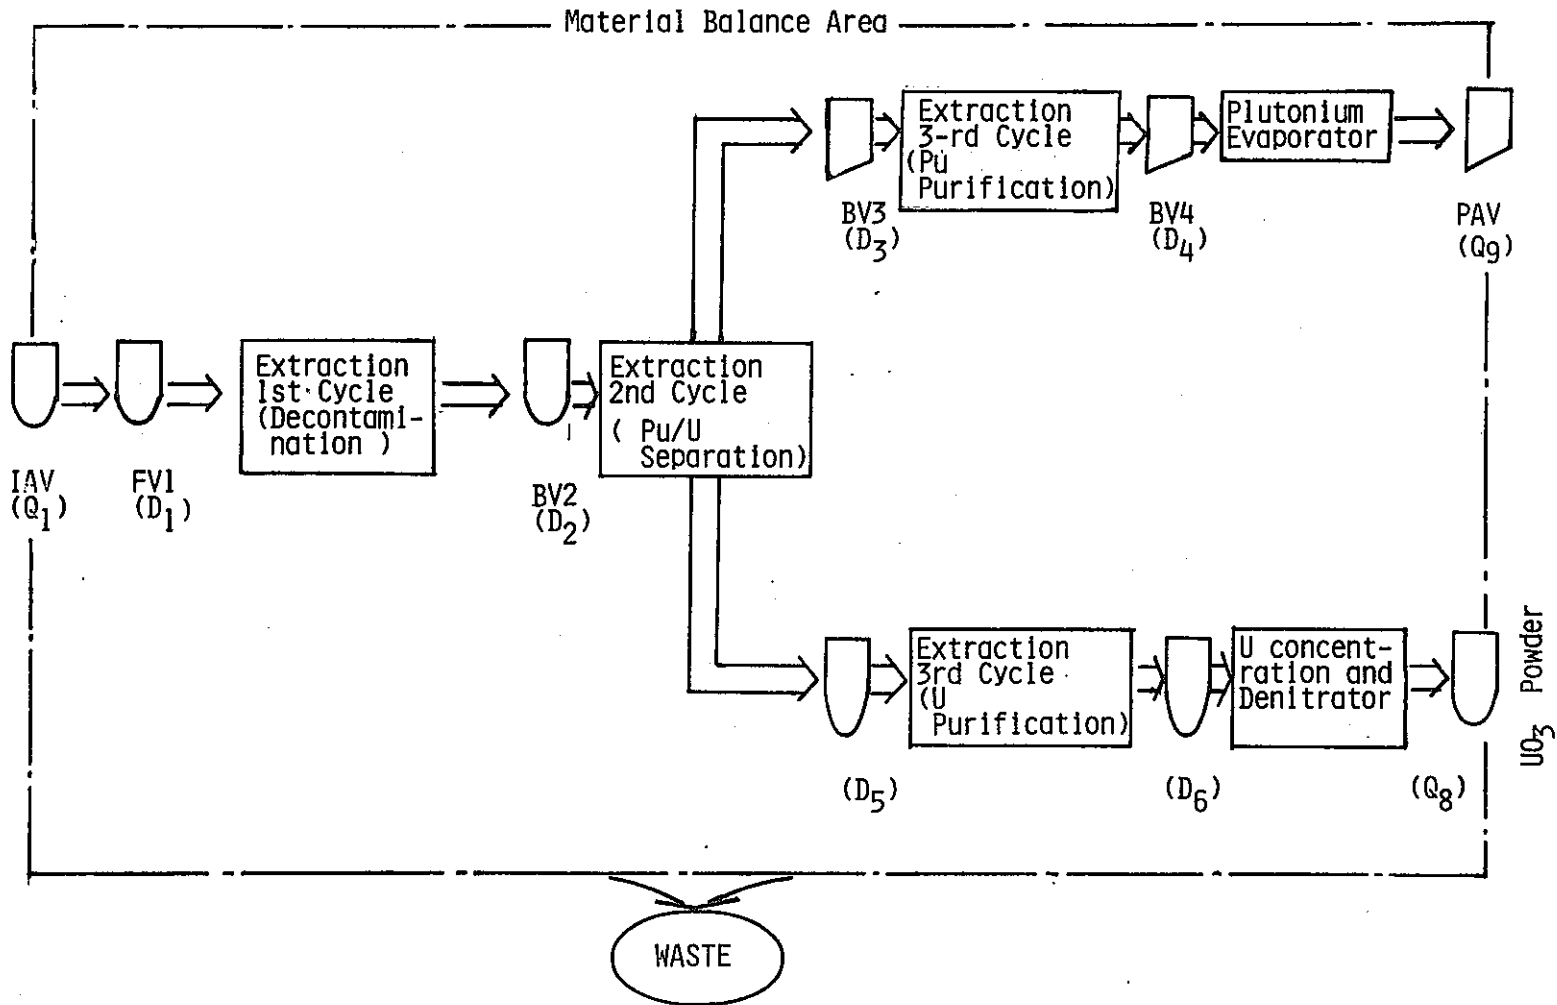 Material Balance Area
Extraction
3-rd Cycle
(Pu
Purification)
Plutonium
Evaporator
BV3
(D3)
BV4
(D4)
PAV
(Q9)
Extraction
1st Cycle
(Decontami-
nation )
Extraction
2nd Cycle
( Pu/U
Separation)
IAV
(Q1)
FV1
(D1)
BV2
(D2)
Extraction
3rd Cycle
(U
Purification)
U concent-
ration and
Denitrator
UO3 Powder
(D5)
(D6)
(Q8)
WASTE